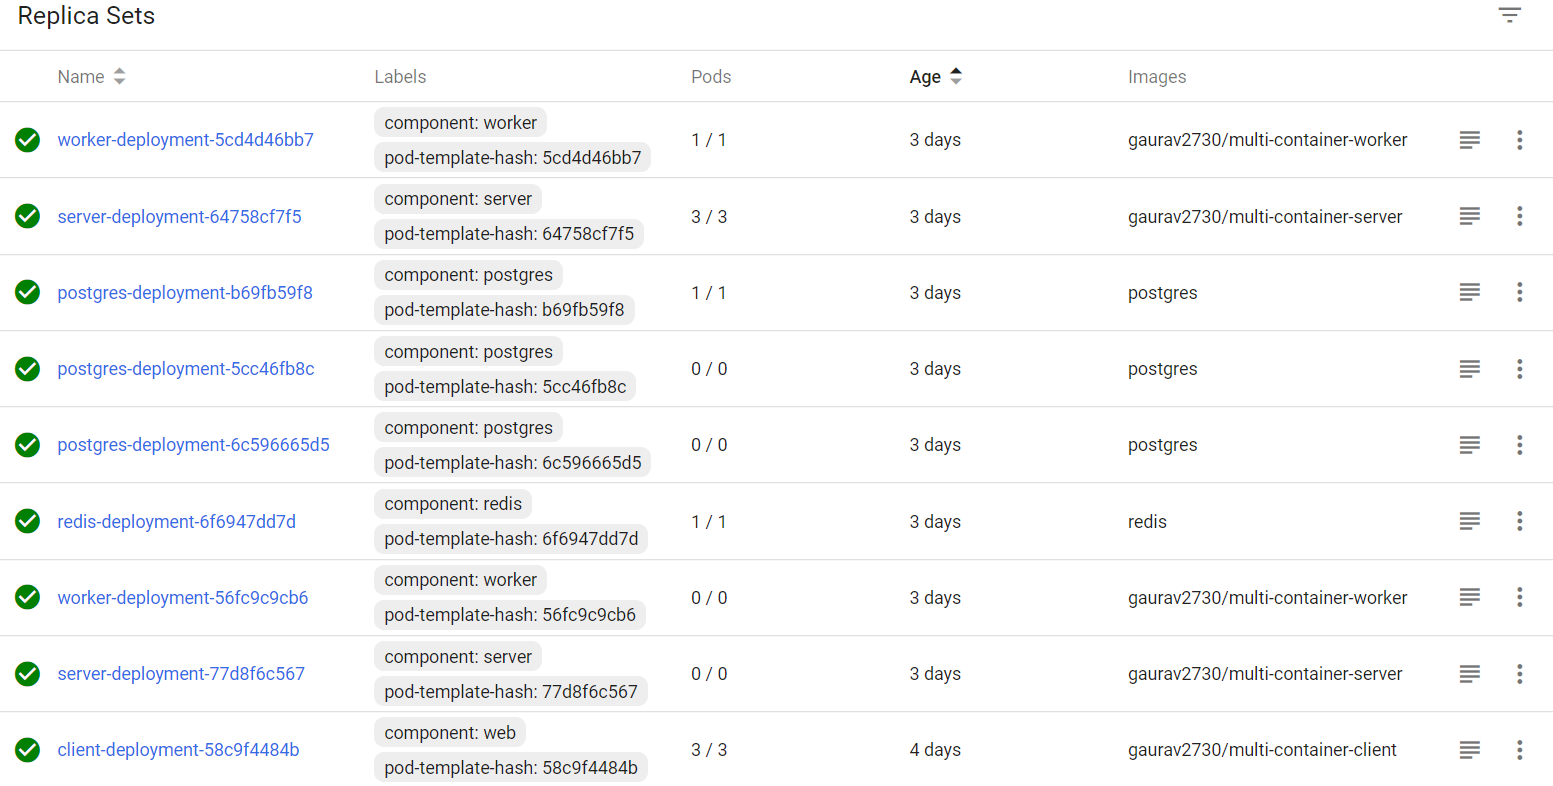 Replica Sets
Name Labels Pods Age Images
component: worker
worker-deployment-5cd4d46bb7 1 / 1 3 days gaurav2730/multi-container-worker
pod-template-hash: 5cd4d46bb7
component: server
server-deployment-64758cf7f5 3 / 3 3 days gaurav2730/multi-container-server
pod-template-hash: 64758cf7f5
component: postgres
postgres-deployment-b69fb59f8 1 / 1 3 days postgres
pod-template-hash: b69fb59f8
component: postgres
postgres-deployment-5cc46fb8c 0 / 0 3 days postgres
pod-template-hash: 5cc46fb8c
component: postgres
postgres-deployment-6c596665d5 0 / 0 3 days postgres
pod-template-hash: 6c596665d5
component: redis
redis-deployment-6f6947dd7d 1 / 1 3 days redis
pod-template-hash: 6f6947dd7d
component: worker
worker-deployment-56fc9c9cb6 0 / 0 3 days gaurav2730/multi-container-worker
pod-template-hash: 56fc9c9cb6
component: server
server-deployment-77d8f6c567 0 / 0 3 days gaurav2730/multi-container-server
pod-template-hash: 77d8f6c567
component: web
client-deployment-58c9f4484b 3 / 3 4 days gaurav2730/multi-container-client
pod-template-hash: 58c9f4484b